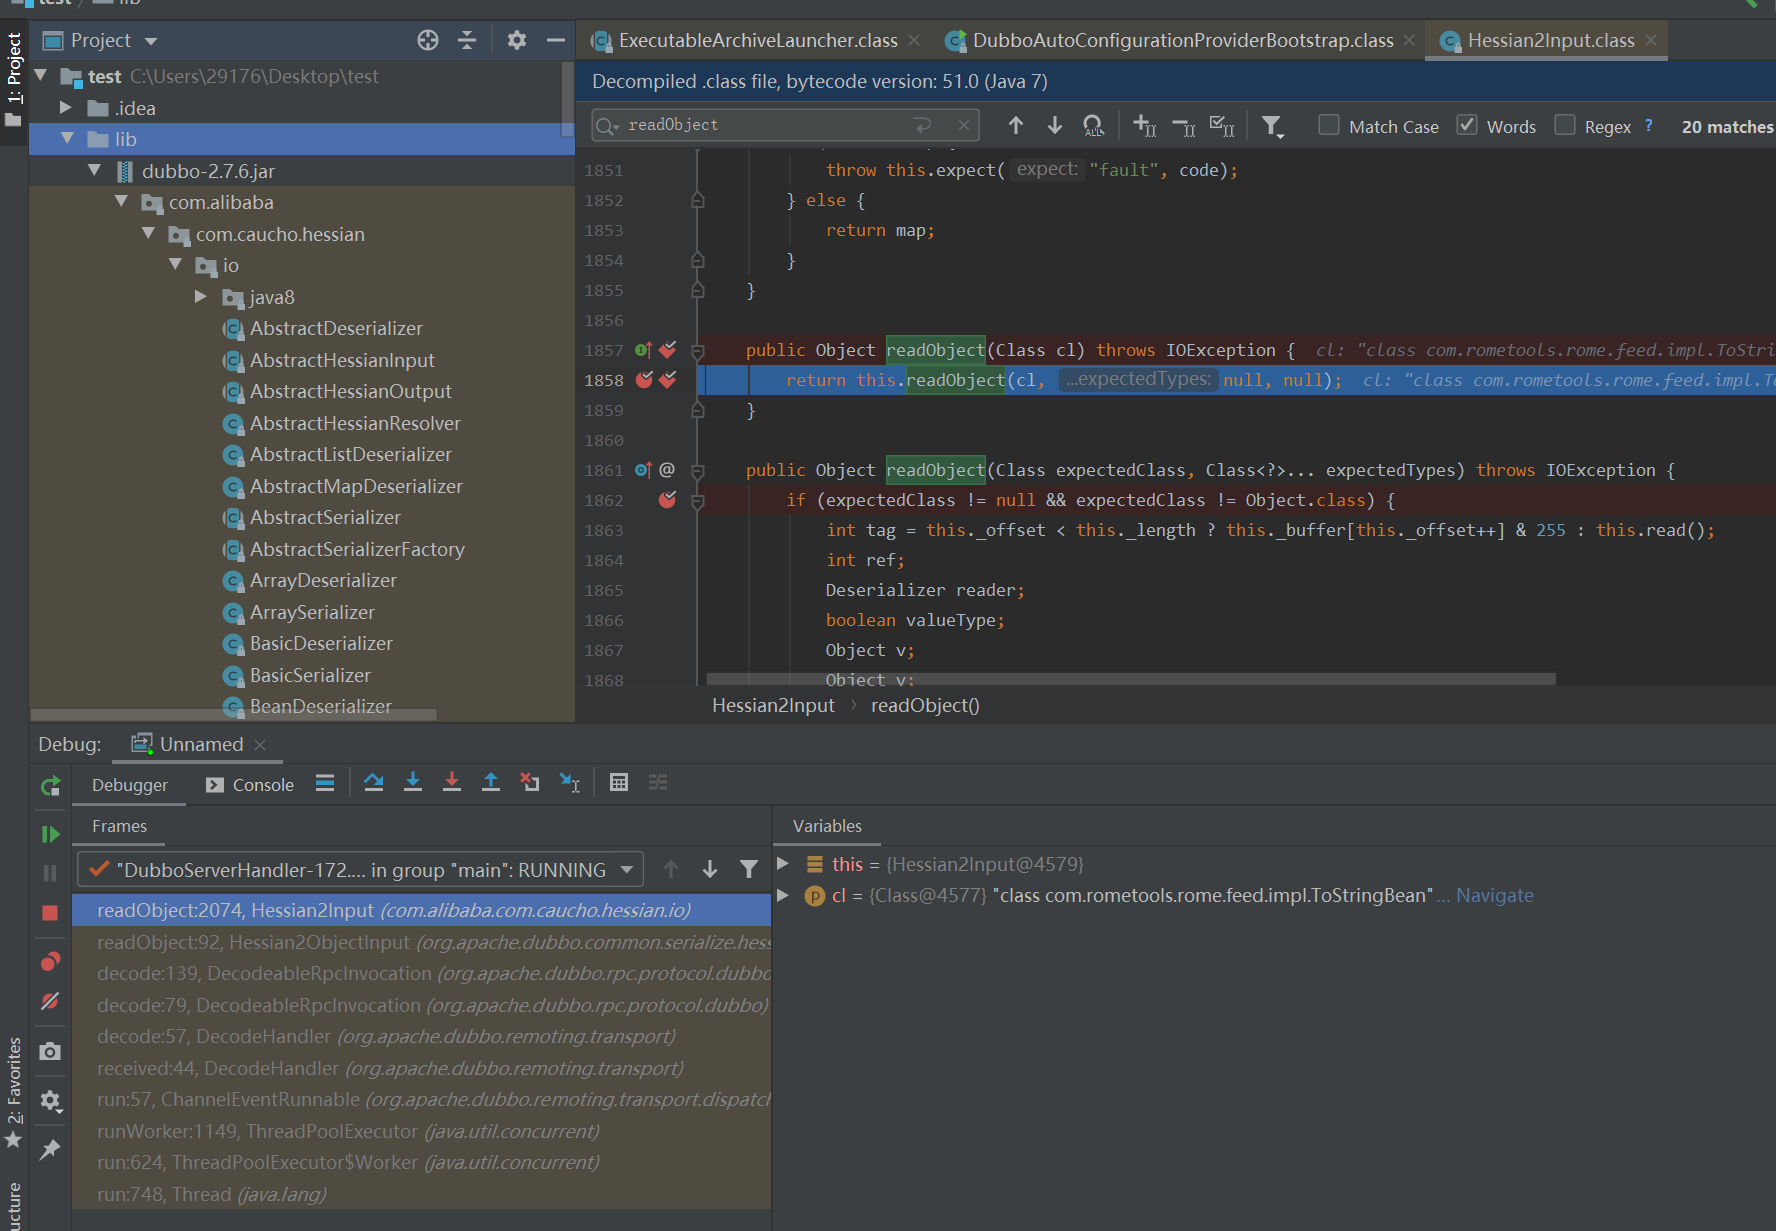 test / lib
1: Project
Project
ExecutableArchiveLauncher.class
DubboAutoConfigurationProviderBootstrap.class
Hessian2Input.class
test C:\Users\29176\Desktop\test
.idea
lib
dubbo-2.7.6.jar
com.alibaba
com.caucho.hessian
io
java8
AbstractDeserializer
AbstractHessianInput
AbstractHessianOutput
AbstractHessianResolver
AbstractListDeserializer
AbstractMapDeserializer
AbstractSerializer
AbstractSerializerFactory
ArrayDeserializer
ArraySerializer
BasicDeserializer
BasicSerializer
BeanDeserializer
Decompiled .class file, bytecode version: 51.0 (Java 7)
readObject
Match Case
Words
Regex ?
20 matches
1851 throw this.expect( expect: "fault", code);
1852 } else {
1853 return map;
1854 }
1855 }
1856
1857 public Object readObject(Class cl) throws IOException { cl: "class com.rometools.rome.feed.impl.ToStri
1858 return this.readObject(cl, ...expectedTypes: null, null); cl: "class com.rometools.rome.feed.impl.To
1859 }
1860
1861 @ public Object readObject(Class expectedClass, Class<?>... expectedTypes) throws IOException {
1862 if (expectedClass != null && expectedClass != Object.class) {
1863 int tag = this._offset < this._length ? this._buffer[this._offset++] & 255 : this.read();
1864 int ref;
1865 Deserializer reader;
1866 boolean valueType;
1867 Object v;
1868 Object v;
Hessian2Input › readObject()
Debug: Unnamed
Debugger
Console
Frames
"DubboServerHandler-172.... in group "main": RUNNING
readObject:2074, Hessian2Input (com.alibaba.com.caucho.hessian.io)
readObject:92, Hessian2ObjectInput (org.apache.dubbo.common.serialize.hess
decode:139, DecodeableRpcInvocation (org.apache.dubbo.rpc.protocol.dubbo
decode:79, DecodeableRpcInvocation (org.apache.dubbo.rpc.protocol.dubbo)
decode:57, DecodeHandler (org.apache.dubbo.remoting.transport)
received:44, DecodeHandler (org.apache.dubbo.remoting.transport)
run:57, ChannelEventRunnable (org.apache.dubbo.remoting.transport.dispatch
runWorker:1149, ThreadPoolExecutor (java.util.concurrent)
run:624, ThreadPoolExecutor$Worker (java.util.concurrent)
run:748, Thread (java.lang)
Variables
this = {Hessian2Input@4579}
cl = {Class@4577} "class com.rometools.rome.feed.impl.ToStringBean"... Navigate
2: Favorites
ucture